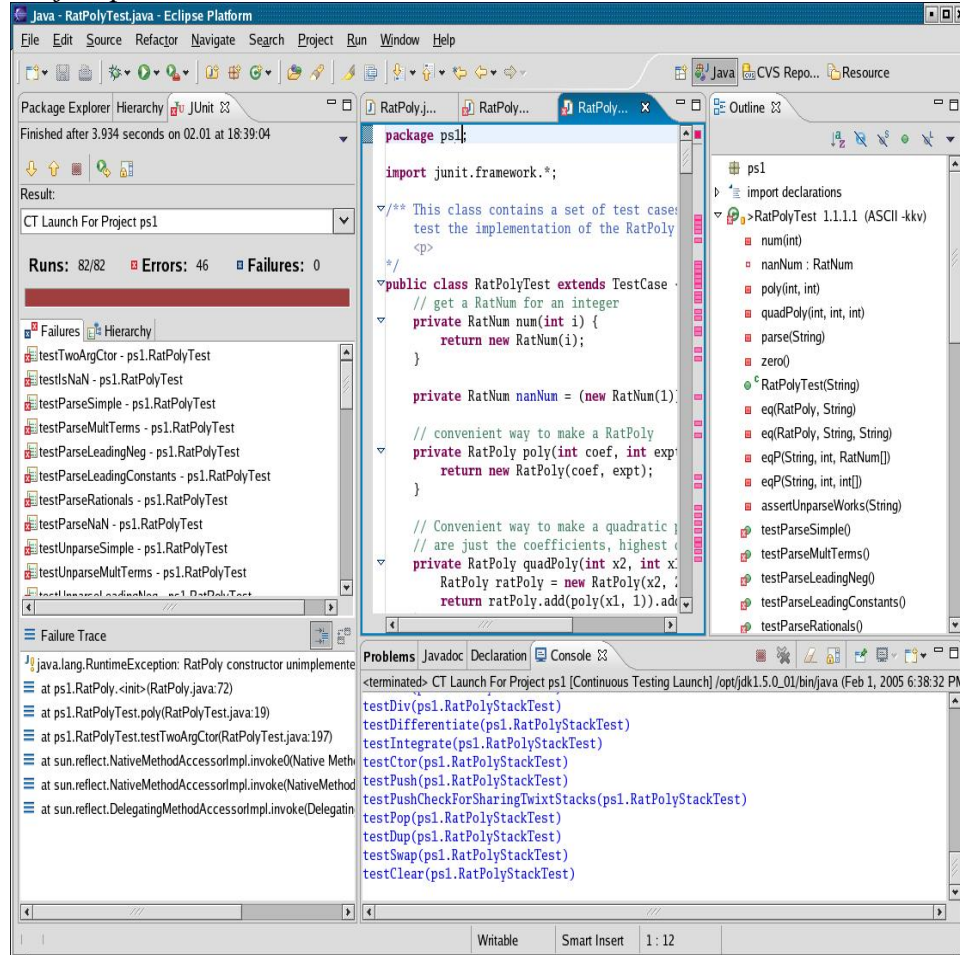 Java - RatPolyTest.java - Eclipse Platform
File Edit Source Refactor Navigate Search Project Run Window Help
Java CVS Repo... Resource
Package Explorer Hierarchy JUnit
Finished after 3.934 seconds on 02.01 at 18:39:04
Result:
CT Launch For Project ps1
Runs: 82/82 Errors: 46 Failures: 0
Failures Hierarchy
testTwoArgCtor - ps1.RatPolyTest
testIsNaN - ps1.RatPolyTest
testParseSimple - ps1.RatPolyTest
testParseMultTerms - ps1.RatPolyTest
testParseLeadingNeg - ps1.RatPolyTest
testParseLeadingConstants - ps1.RatPolyTest
testParseRationals - ps1.RatPolyTest
testParseNaN - ps1.RatPolyTest
testUnparseSimple - ps1.RatPolyTest
testUnparseMultTerms - ps1.RatPolyTest
Failure Trace
java.lang.RuntimeException: RatPoly constructor unimplemente
at ps1.RatPoly.<init>(RatPoly.java:72)
at ps1.RatPolyTest.poly(RatPolyTest.java:19)
at ps1.RatPolyTest.testTwoArgCtor(RatPolyTest.java:197)
at sun.reflect.NativeMethodAccessorImpl.invoke0(Native Meth
at sun.reflect.NativeMethodAccessorImpl.invoke(NativeMethod
at sun.reflect.DelegatingMethodAccessorImpl.invoke(Delegatin
RatPoly.j... RatPoly... RatPoly...
package ps1;
import junit.framework.*;
/** This class contains a set of test cases
test the implementation of the RatPoly
<p>
*/
public class RatPolyTest extends TestCase
// get a RatNum for an integer
private RatNum num(int i) {
return new RatNum(i);
}
private RatNum nanNum = (new RatNum(1)
// convenient way to make a RatPoly
private RatPoly poly(int coef, int exp
return new RatPoly(coef, expt);
}
// Convenient way to make a quadratic
// are just the coefficients, highest
private RatPoly quadPoly(int x2, int x
RatPoly ratPoly = new RatPoly(x2, 2
return ratPoly.add(poly(x1, 1)).ad
Outline
ps1
import declarations
>RatPolyTest 1.1.1.1 (ASCII -kkv)
num(int)
nanNum : RatNum
poly(int, int)
quadPoly(int, int, int)
parse(String)
zero()
RatPolyTest(String)
eq(RatPoly, String)
eq(RatPoly, String, String)
eqP(String, int, RatNum[])
eqP(String, int, int[])
assertUnparseWorks(String)
testParseSimple()
testParseMultTerms()
testParseLeadingNeg()
testParseLeadingConstants()
testParseRationals()
Problems Javadoc Declaration Console
<terminated> CT Launch For Project ps1 [Continuous Testing Launch] /opt/jdk1.5.0_01/bin/java (Feb 1, 2005 6:38:32 PM
testDiv(ps1.RatPolyStackTest)
testDifferentiate(ps1.RatPolyStackTest)
testIntegrate(ps1.RatPolyStackTest)
testCtor(ps1.RatPolyStackTest)
testPush(ps1.RatPolyStackTest)
testPushCheckForSharingTwixtStacks(ps1.RatPolyStackTest)
testPop(ps1.RatPolyStackTest)
testDup(ps1.RatPolyStackTest)
testSwap(ps1.RatPolyStackTest)
testClear(ps1.RatPolyStackTest)
Writable Smart Insert 1 : 12